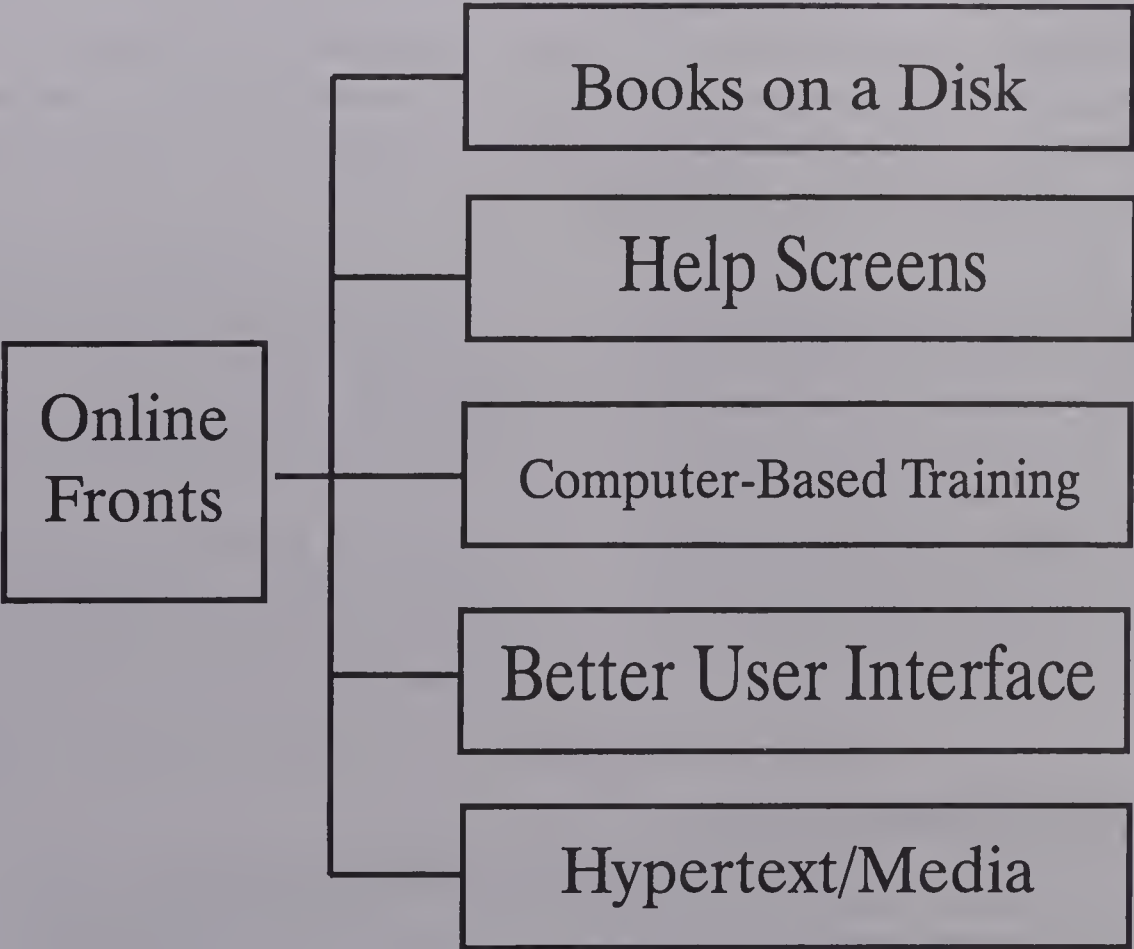 Books on a Disk
Help Screens
Online
Fronts
Computer-Based Training
Better User Interface
Hypertext/Media